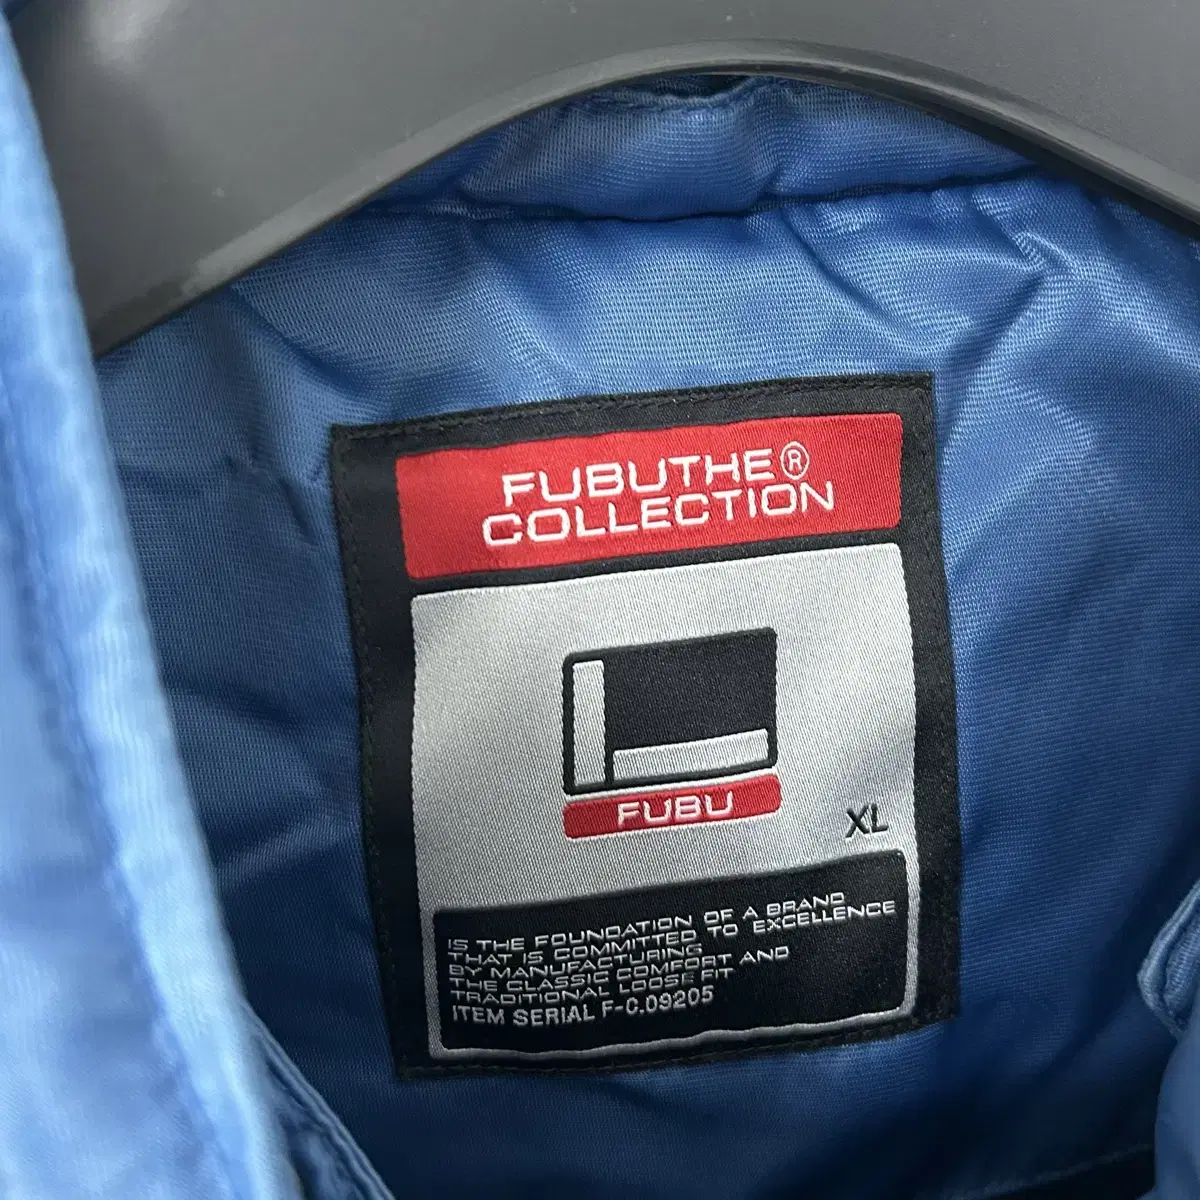 FUBUTHE®
COLLECTION
FUBU
XL
IS THE FOUNDATION OF A BRAND
THAT IS COMMITTED TO EXCELLENCE
BY MANUFACTURING
THE CLASSIC COMFORT AND
TRADITIONAL LOOSE FIT
ITEM SERIAL F-C.09205